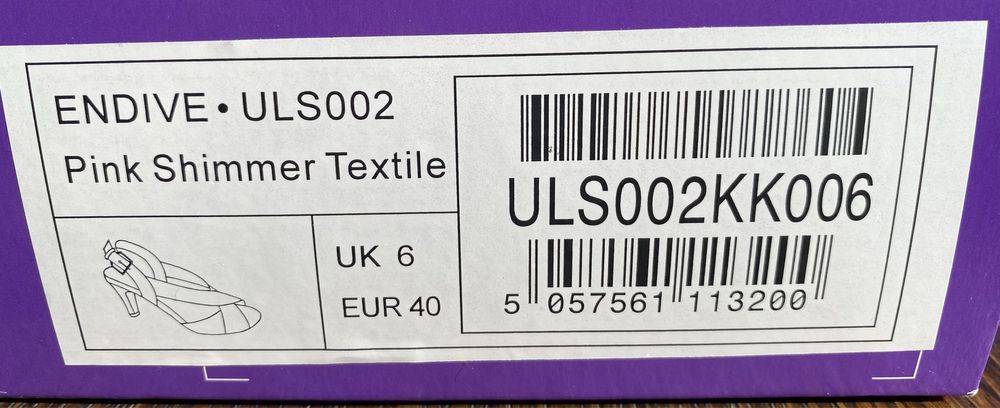 ENDIVE • ULS002
Pink Shimmer Textile
UK 6
EUR 40
ULS002KK006
5 057561 113200